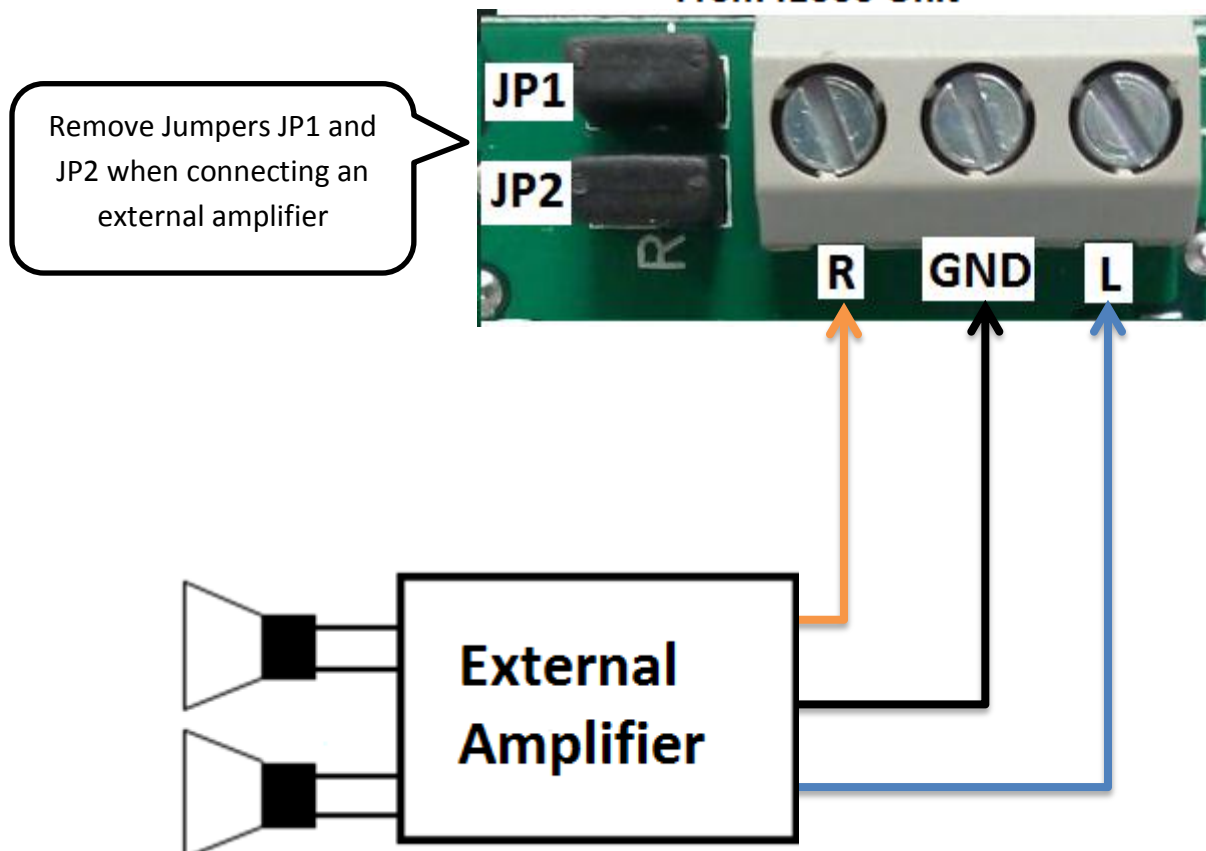 Remove Jumpers JP1 and
JP2 when connecting an
external amplifier
JP1
JP2
R
R
GND
L
External
Amplifier